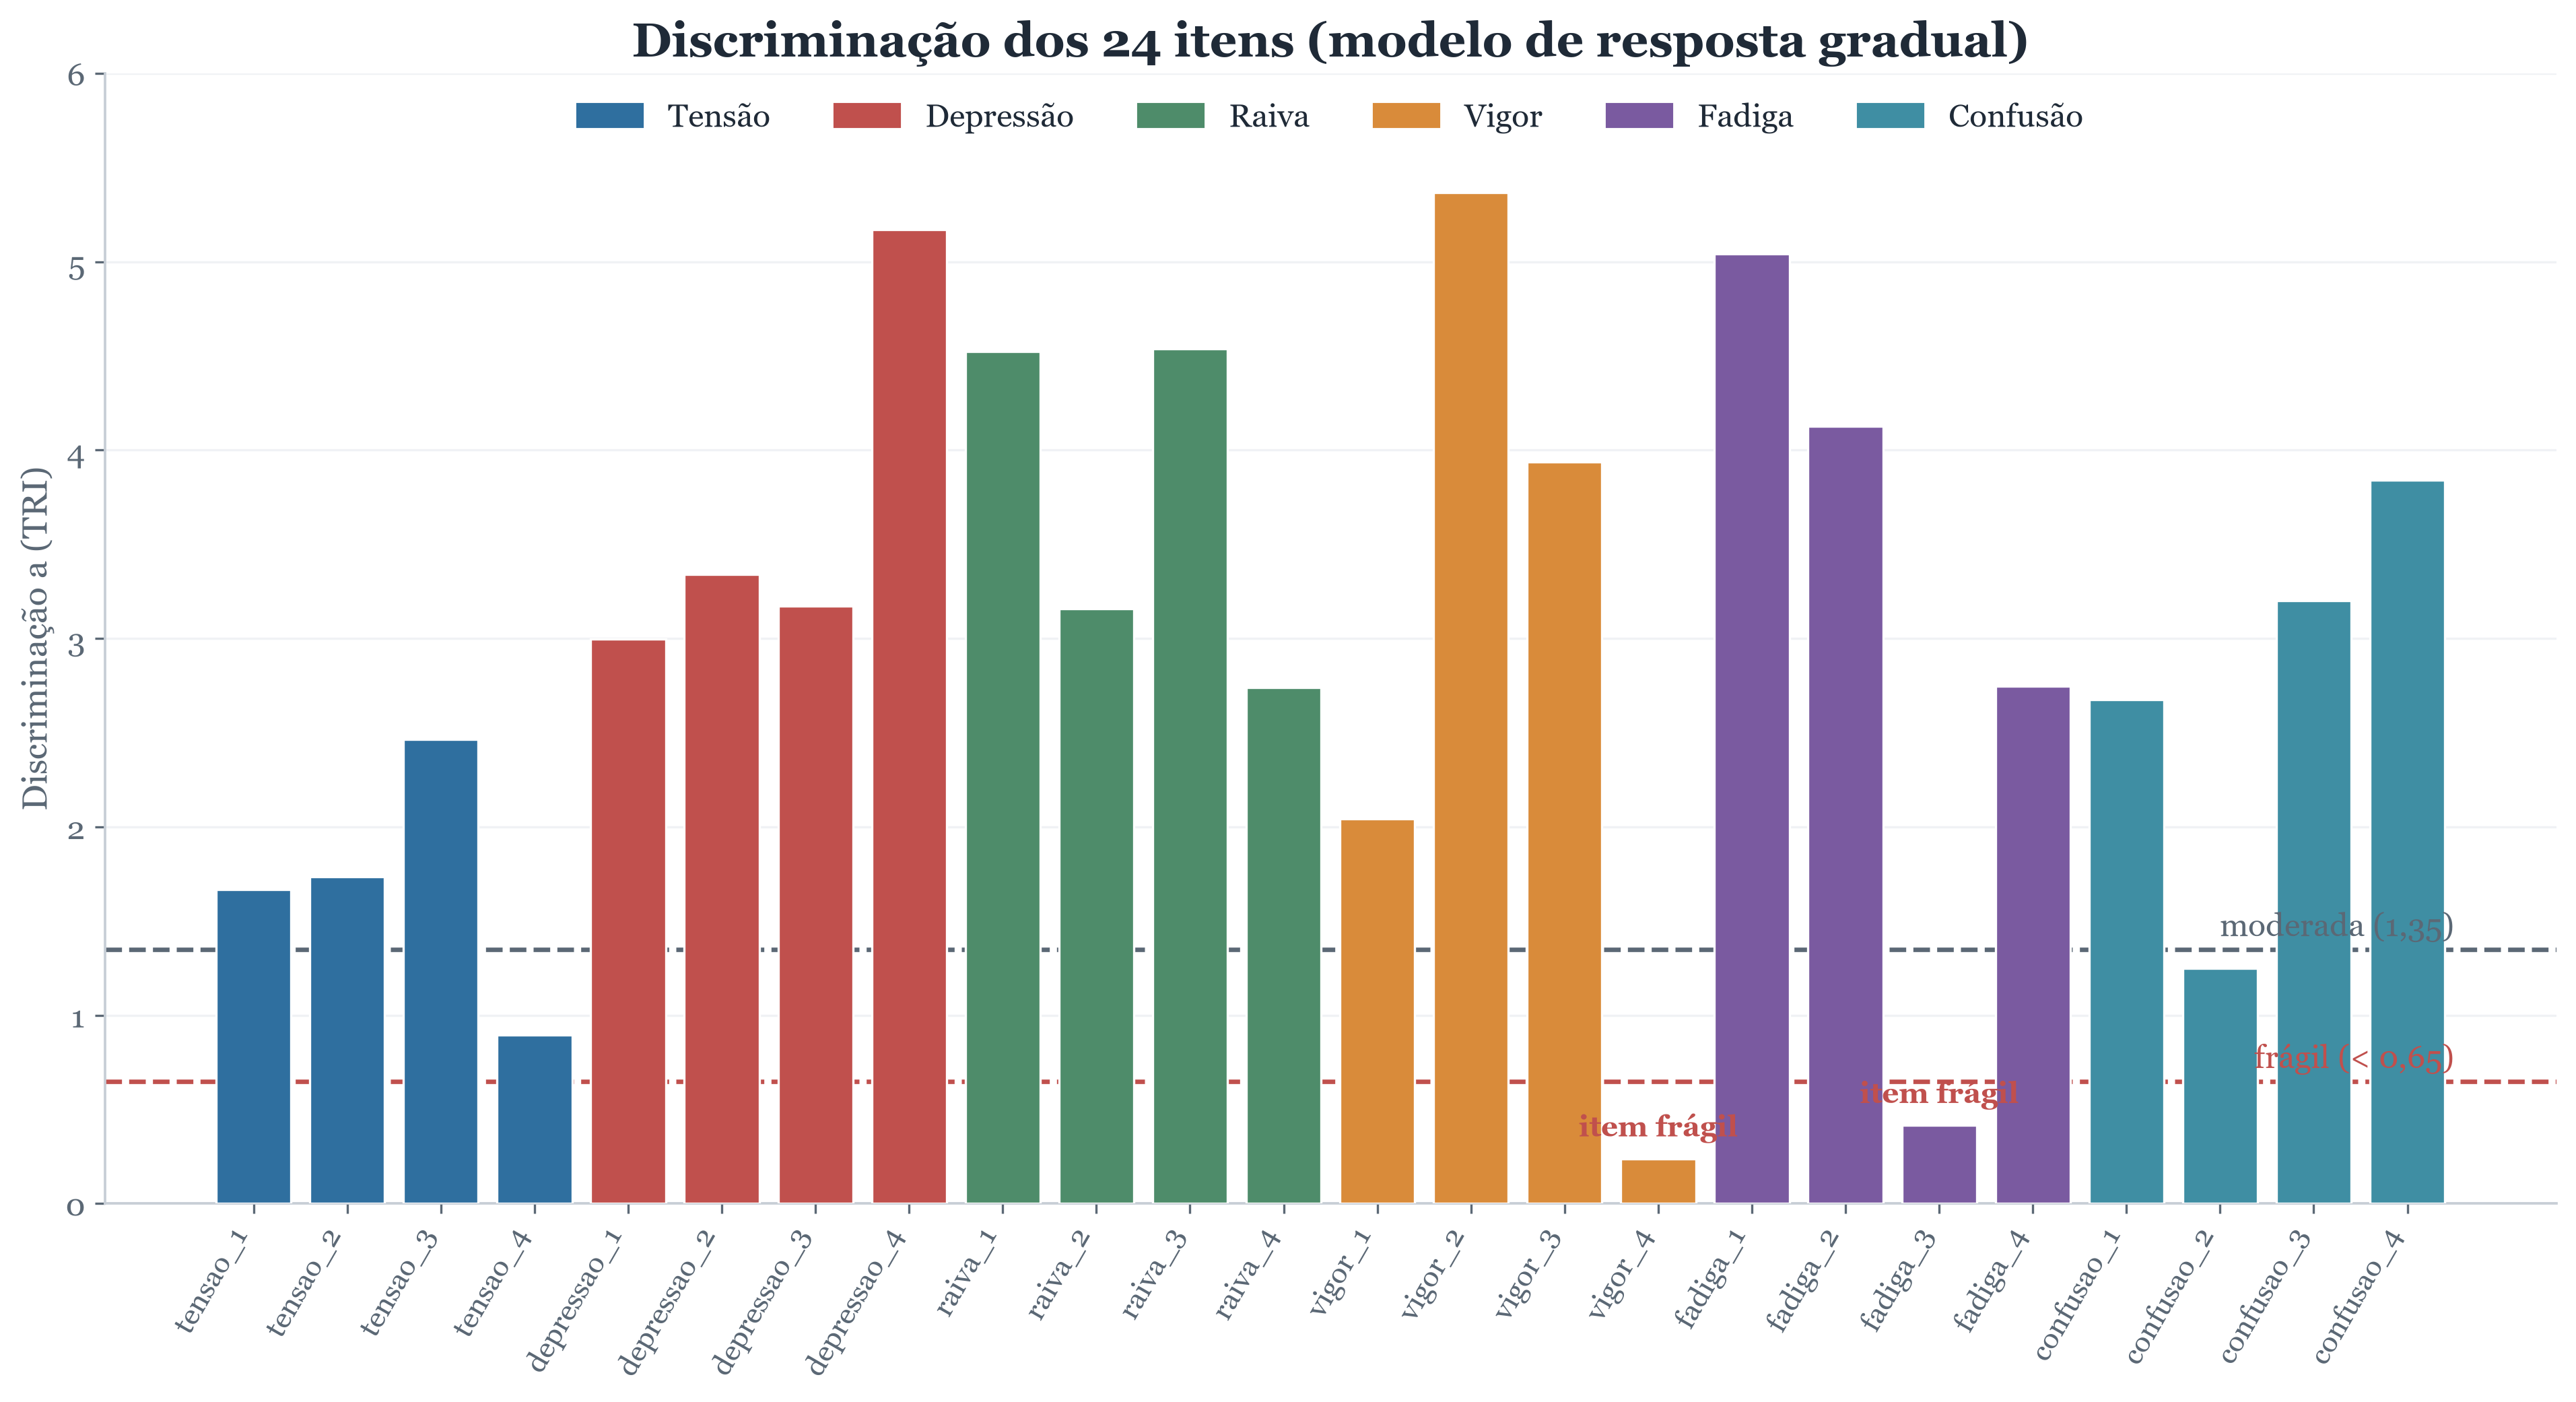 Discriminação dos 24 itens (modelo de resposta gradual)
Tensão Depressão Raiva Vigor Fadiga Confusão
Discriminação a (TRI)
6
5
4
3
2
1
0
moderada (1,35)
frágil (< 0,65)
item frágil
item frágil
tensao_1
tensao_2
tensao_3
tensao_4
depressao_1
depressao_2
depressao_3
depressao_4
raiva_1
raiva_2
raiva_3
raiva_4
vigor_1
vigor_2
vigor_3
vigor_4
fadiga_1
fadiga_2
fadiga_3
fadiga_4
confusao_1
confusao_2
confusao_3
confusao_4